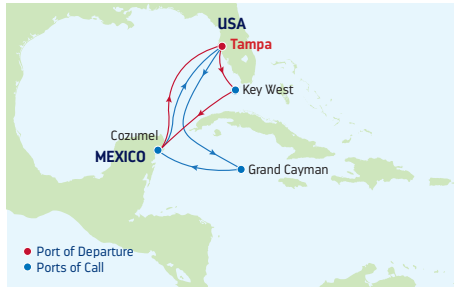 USA
Tampa
Key West
Cozumel
MEXICO
Grand Cayman
Port of Departure
Ports of Call